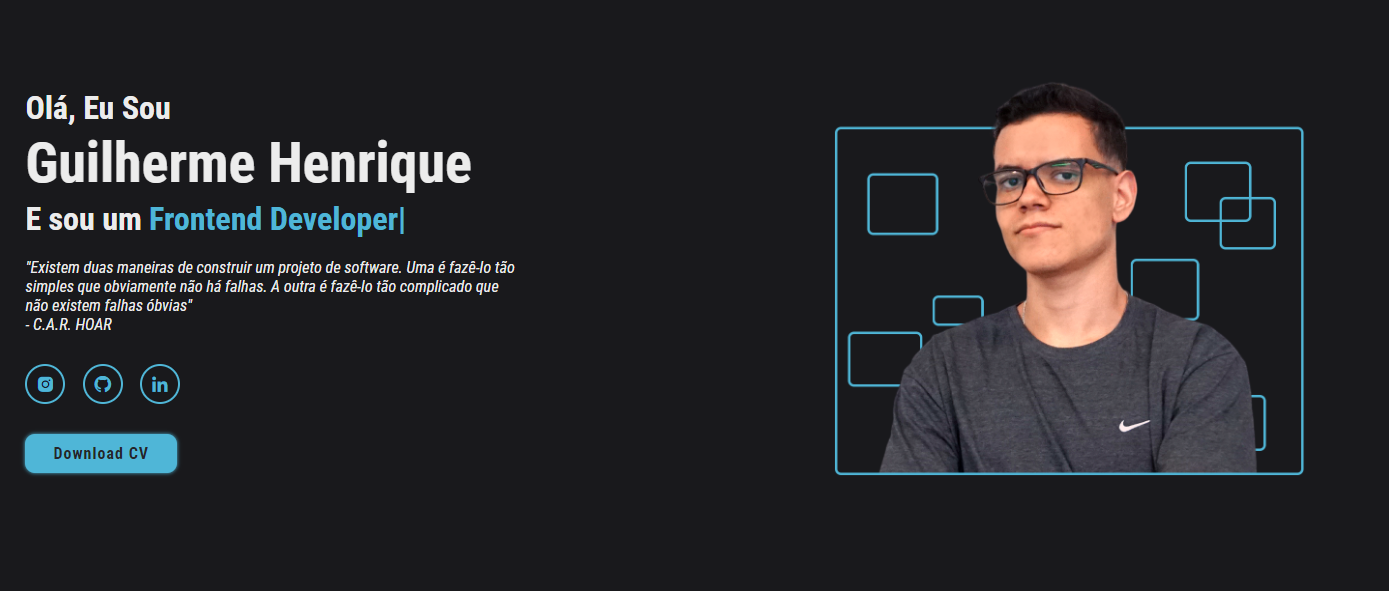 Olá, Eu Sou
Guilherme Henrique
E sou um Frontend Developer|
"Existem duas maneiras de construir um projeto de software. Uma é fazê-lo tão
simples que obviamente não há falhas. A outra é fazê-lo tão complicado que
não existem falhas óbvias"
- C.A.R. HOAR
in
Download CV